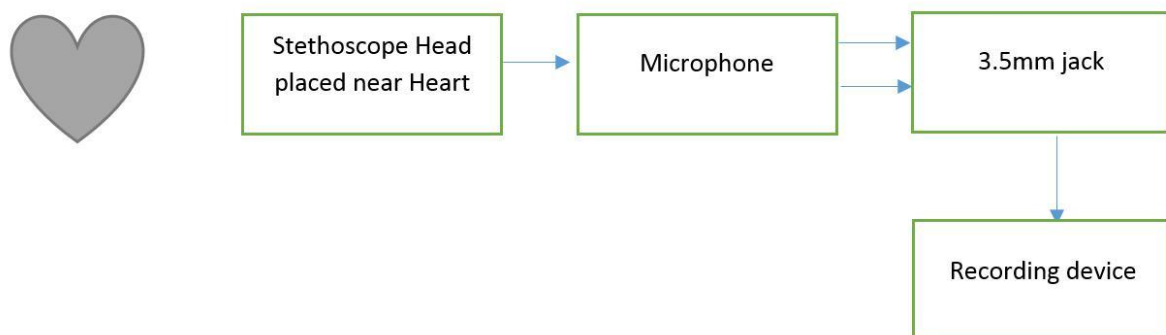 Stethoscope Head
placed near Heart
Microphone
3.5mm jack
Recording device